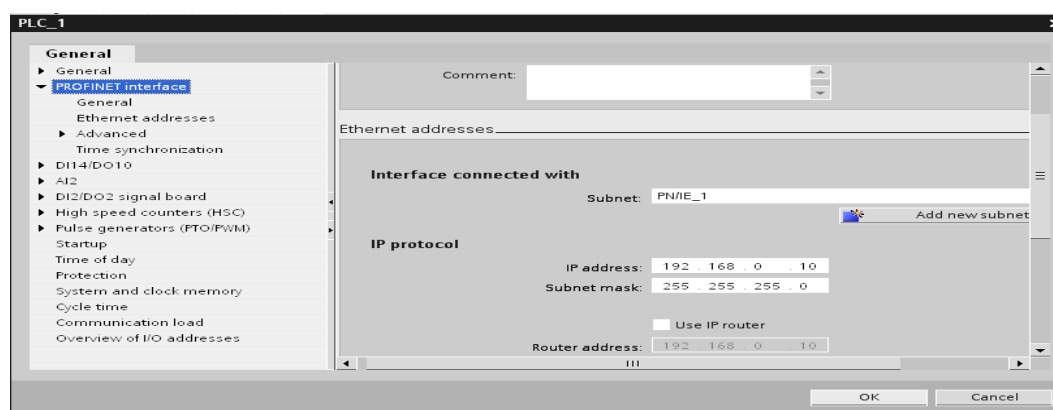 PLC_1
General
General
PROFINET interface
General
Ethernet addresses
Advanced
Time synchronization
DI14/DO10
AI2
DI2/DO2 signal board
High speed counters (HSC)
Pulse generators (PTO/PWM)
Startup
Time of day
Protection
System and clock memory
Cycle time
Communication load
Overview of I/O addresses
Comment:
Ethernet addresses
Interface connected with
Subnet: PN/IE_1
Add new subnet
IP protocol
IP address: 192 . 168 . 0 . 10
Subnet mask: 255 . 255 . 255 . 0
Use IP router
Router address: 192 . 168 . 0 . 10
OK Cancel